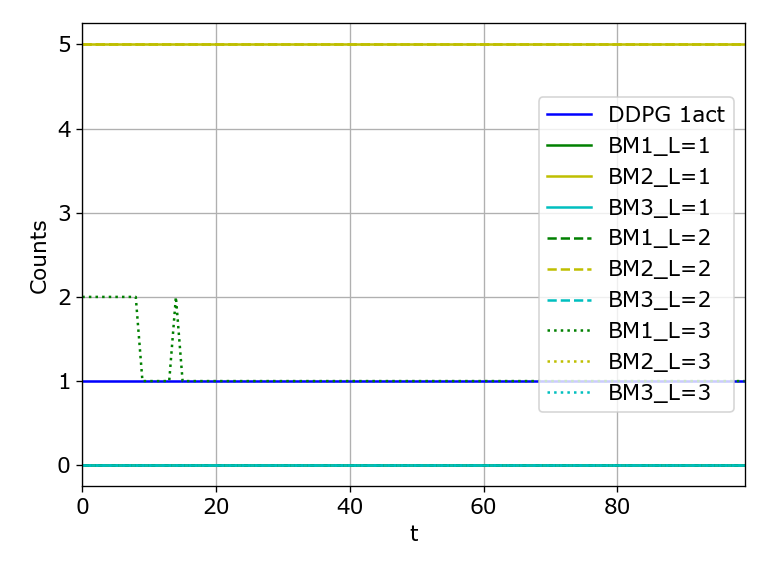 5
4
3
2
1
0
Counts
0 20 40 60 80
t
DDPG 1act
BM1_L=1
BM2_L=1
BM3_L=1
BM1_L=2
BM2_L=2
BM3_L=2
BM1_L=3
BM2_L=3
BM3_L=3